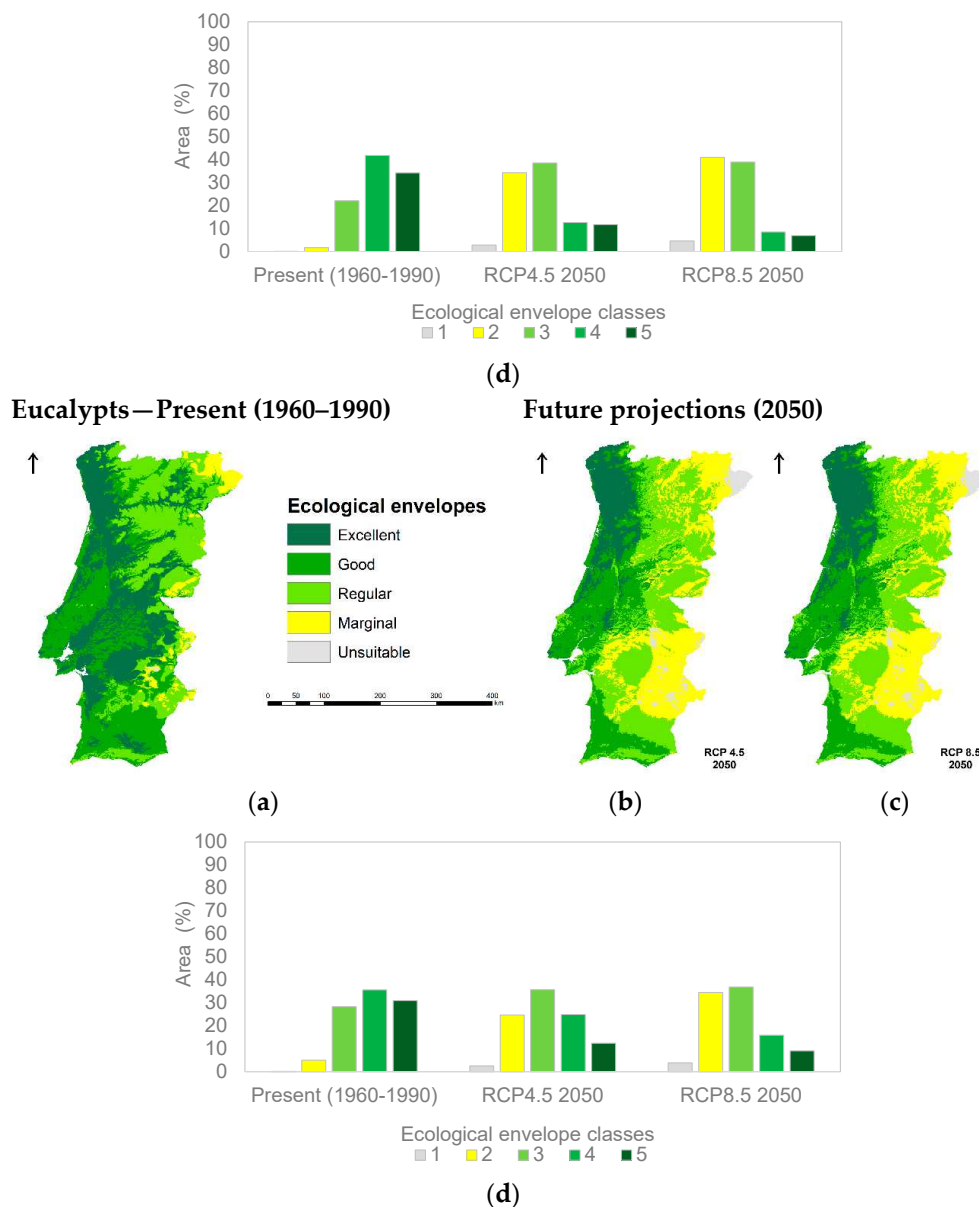 100
90
80
70
60
50
40
30
20
10
0
Area (%)
Present (1960-1990) RCP4.5 2050 RCP8.5 2050
Ecological envelope classes
1 2 3 4 5
(d)
Eucalypts—Present (1960–1990) Future projections (2050)
Ecological envelopes
Excellent
Good
Regular
Marginal
Unsuitable
0 50 100 200 300 400
km
RCP 4.5
2050
RCP 8.5
2050
(a) (b) (c)
100
90
80
70
60
50
40
30
20
10
0
Area (%)
Present (1960-1990) RCP4.5 2050 RCP8.5 2050
Ecological envelope classes
1 2 3 4 5
(d)